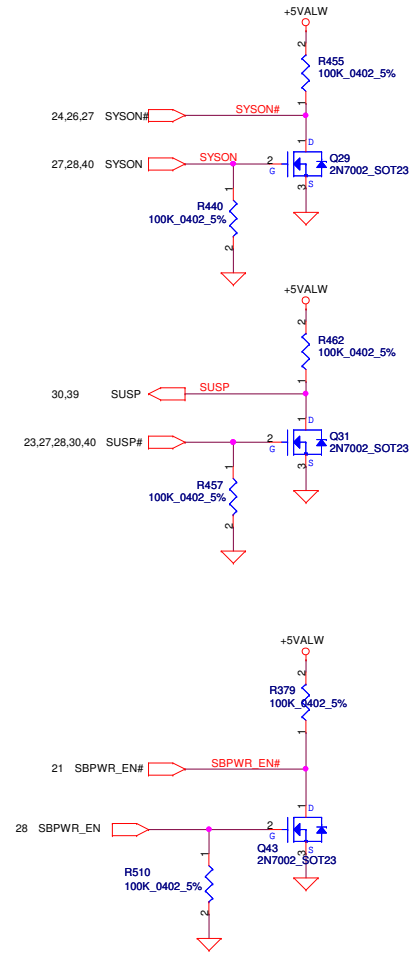 +5VALW
2
R455
100K_0402_5%
1
24,26,27 SYSON# SYSON#
1
D
27,28,40 SYSON SYSON 2 Q29
G 2N7002_SOT23
S
3
1
R440
100K_0402_5%
2
+5VALW
2
R462
100K_0402_5%
1
30,39 SUSP SUSP
1
D
23,27,28,30,40 SUSP# 2 Q31
G 2N7002_SOT23
S
3
1
R457
100K_0402_5%
2
+5VALW
2
R379
100K_0402_5%
1
21 SBPWR_EN# SBPWR_EN#
1
D
28 SBPWR_EN 2
G
S
3
Q43
2N7002_SOT23
1
R510
100K_0402_5%
2